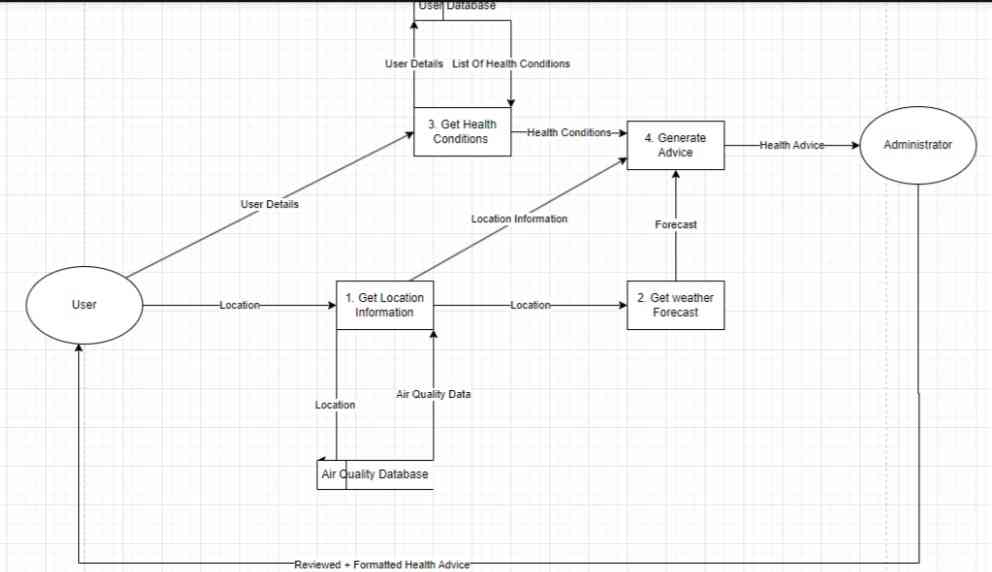 User Database
User Details
List Of Health Conditions
3. Get Health
Conditions
Health Conditions
4. Generate
Advice
Health Advice
Administrator
User Details
Location Information
Forecast
User
Location
1. Get Location
Information
Location
2. Get weather
Forecast
Air Quality Data
Location
Air Quality Database
Reviewed + Formatted Health Advice